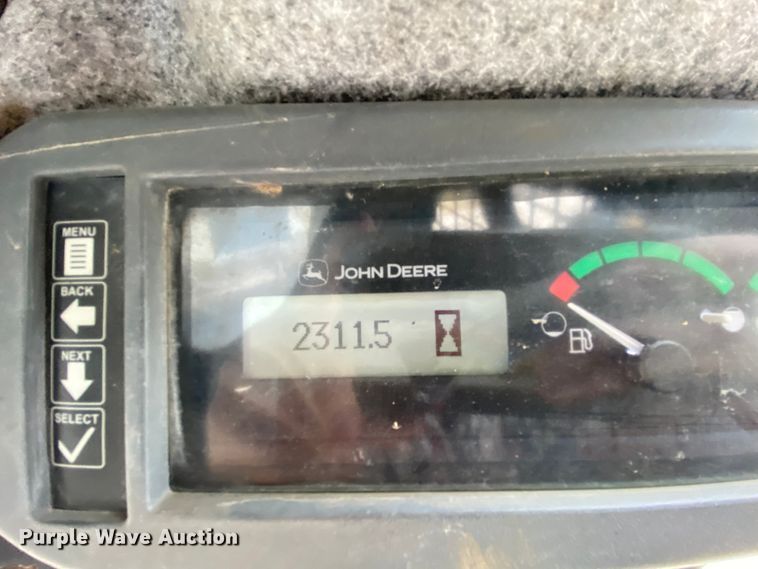 MENU
BACK
NEXT
SELECT
JOHN DEERE
2311.5
Purple Wave Auction